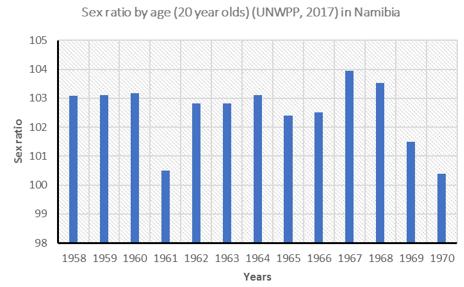 Sex ratio by age (20 year olds) (UNWPP, 2017) in Namibia
105
104
103
102
101
100
99
98
Sex ratio
1958 1959 1960 1961 1962 1963 1964 1965 1966 1967 1968 1969 1970
Years